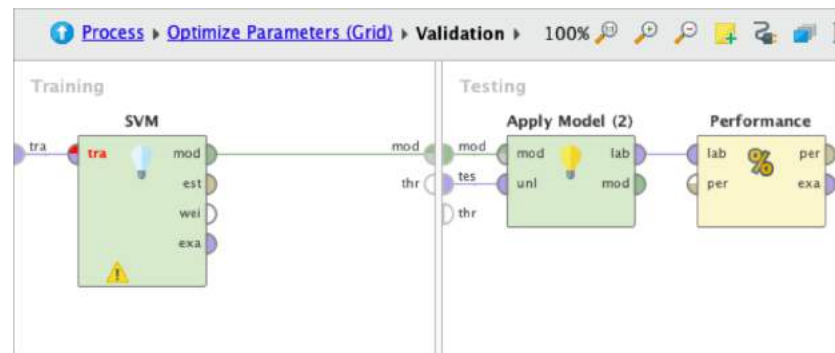 Process ▸ Optimize Parameters (Grid) ▸ Validation ▸ 100%
Training
SVM
tra
tra
mod
mod
est
thr
wei
exa
Testing
Apply Model (2)
mod
mod
lab
tes
unl
mod
thr
Performance
lab
%
per
per
exa